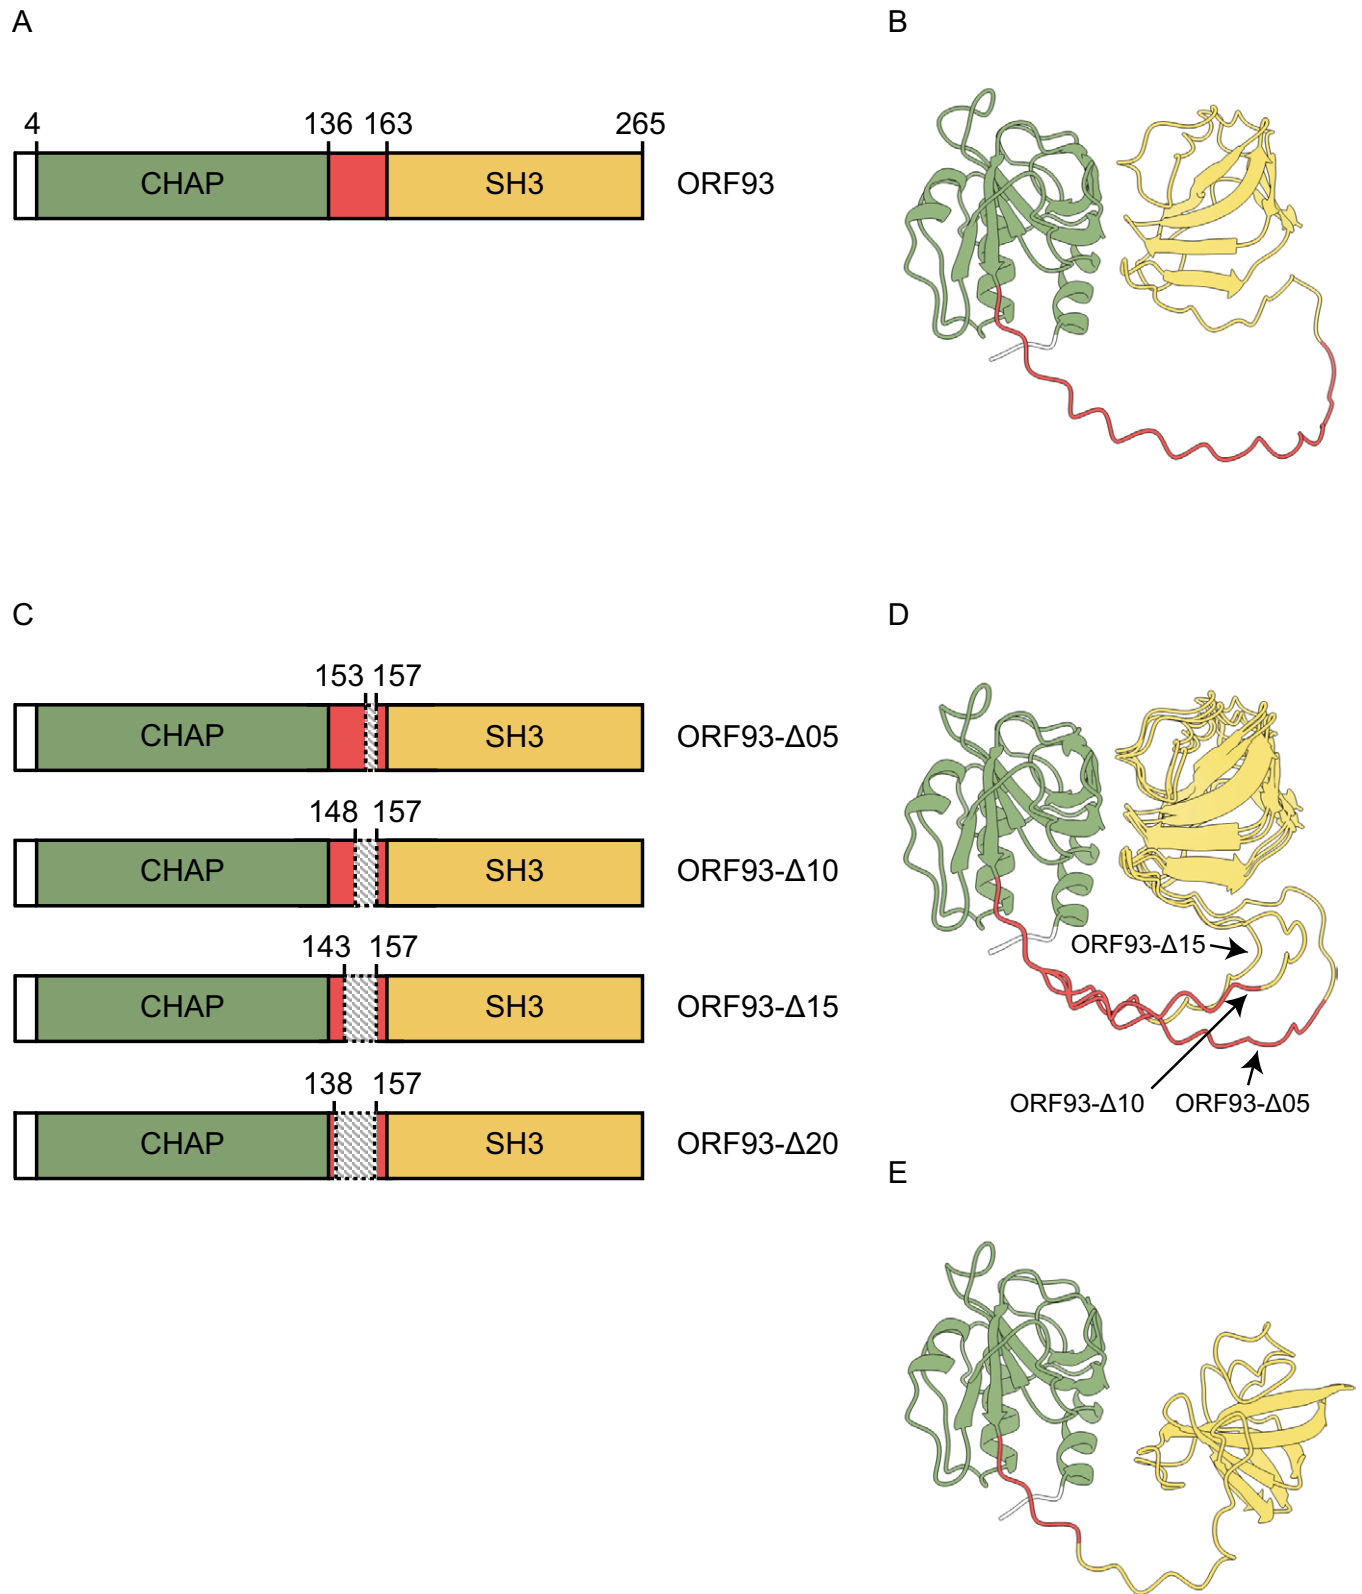 A
B
4 136 163 265
CHAP SH3 ORF93
C
D
153 157
CHAP SH3 ORF93-Δ05
148 157
CHAP SH3 ORF93-Δ10
143 157
CHAP SH3 ORF93-Δ15
138 157
CHAP SH3 ORF93-Δ20
ORF93-Δ15
ORF93-Δ10 ORF93-Δ05
E